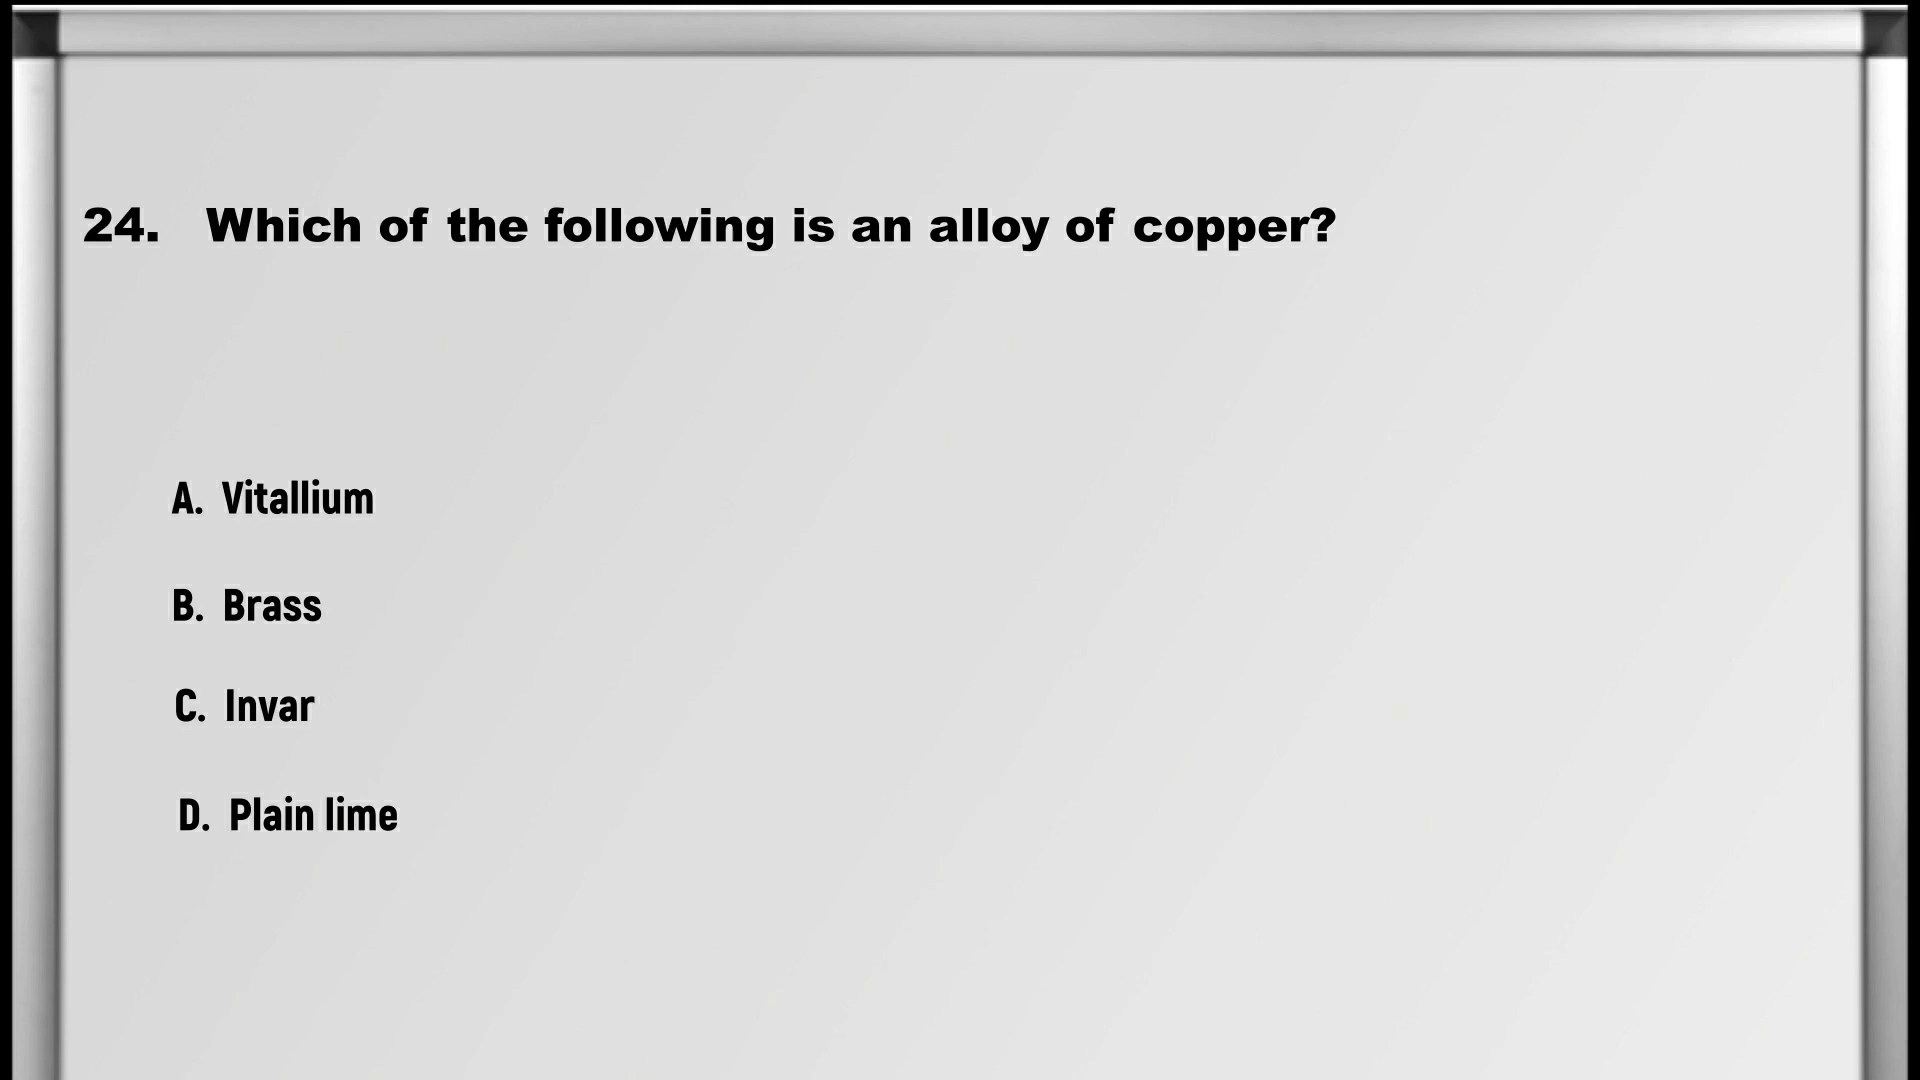 24. Which of the following is an alloy of copper?
A. Vitallium
B. Brass
C. Invar
D. Plain lime